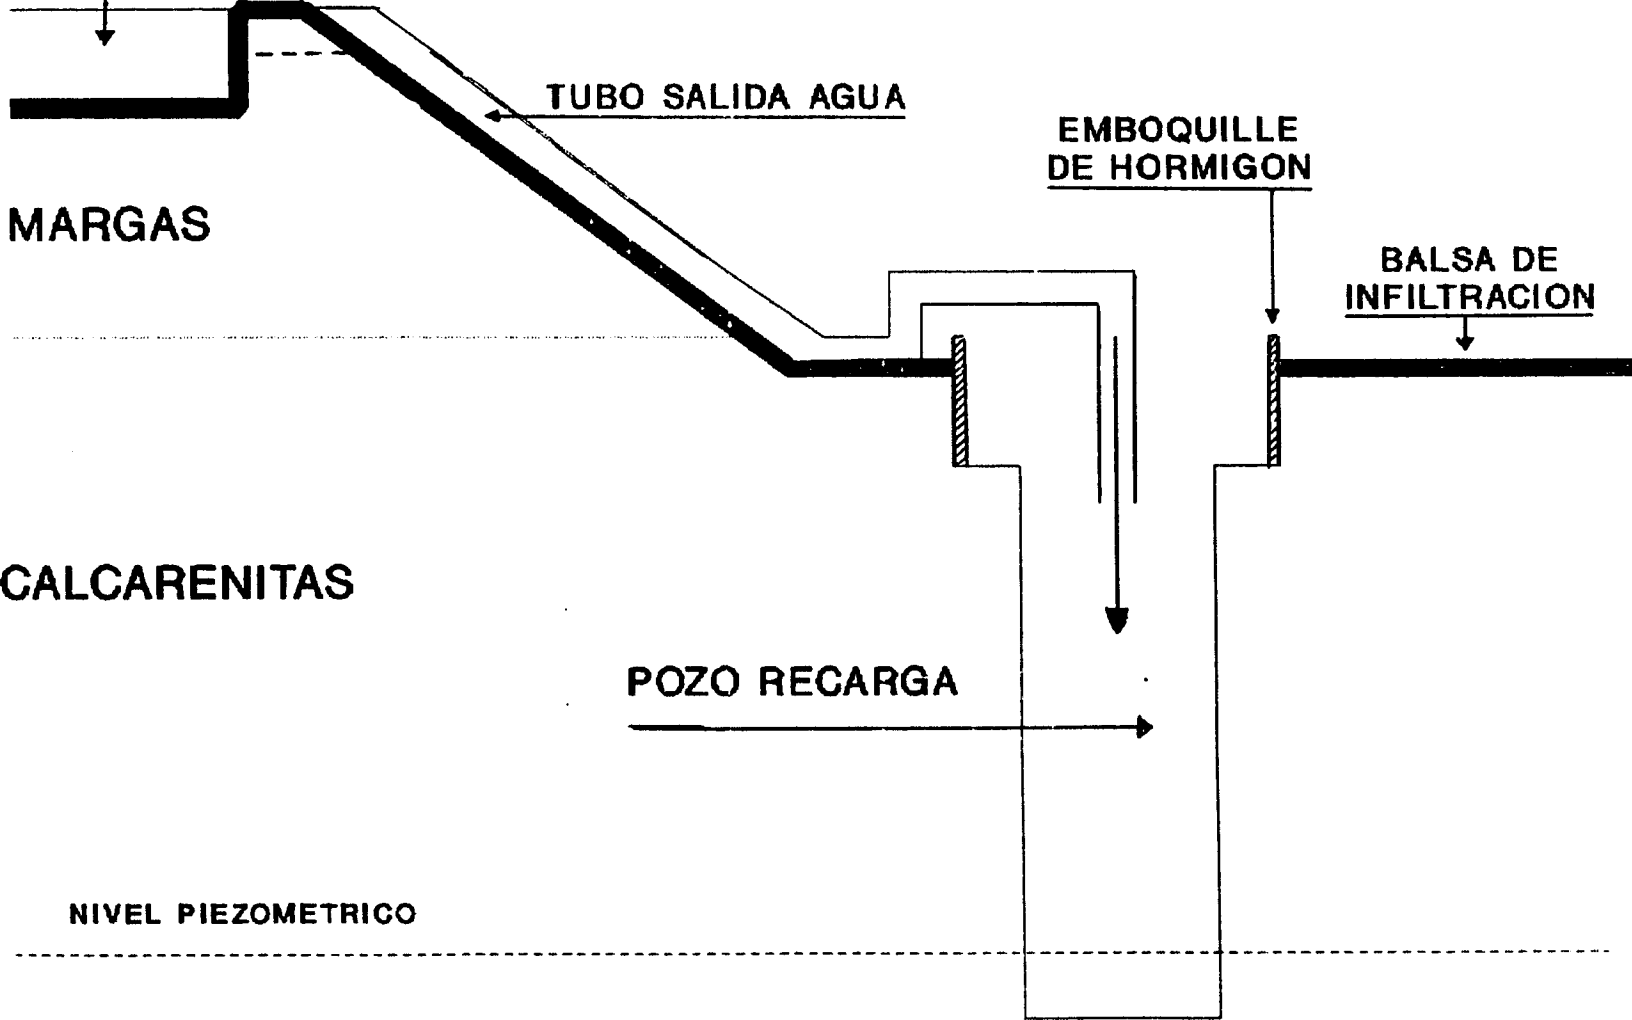 TUBO SALIDA AGUA
EMBOQUILLE
DE HORMIGON
MARGAS
BALSA DE
INFILTRACION
CALCARENITAS
POZO RECARGA
NIVEL PIEZOMETRICO